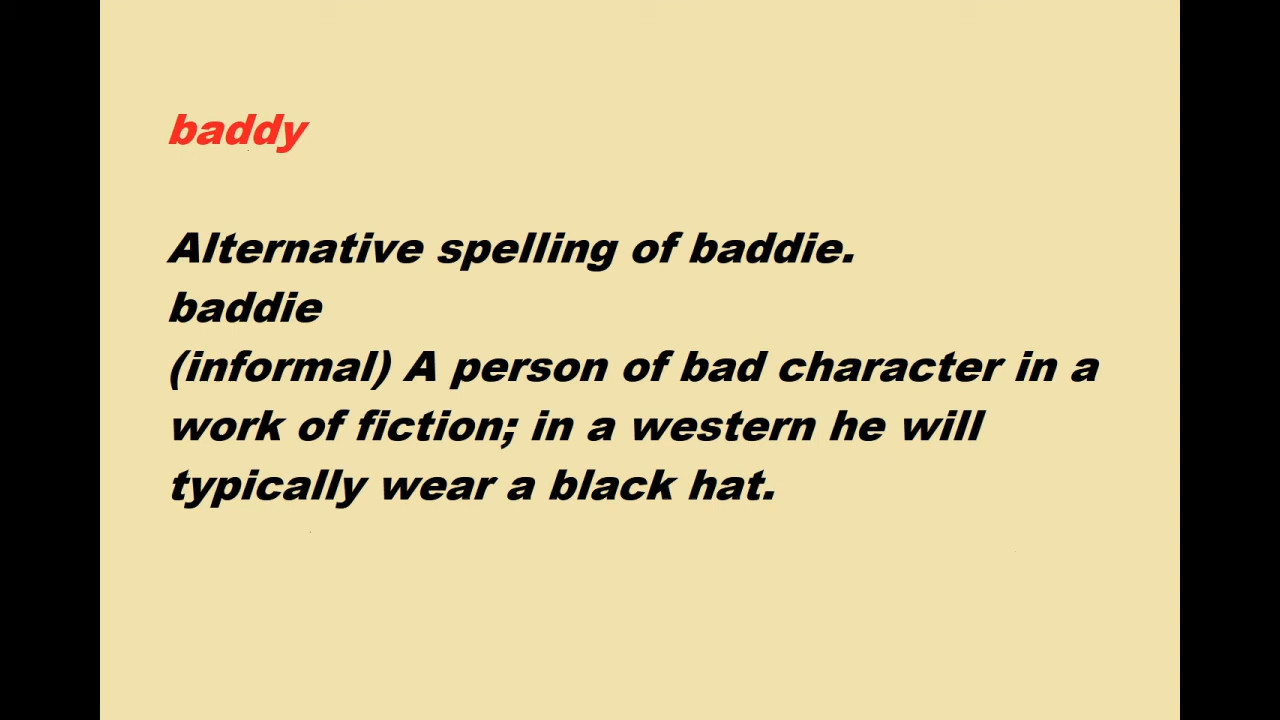 baddy
Alternative spelling of baddie.
baddie
(informal) A person of bad character in a
work of fiction; in a western he will
typically wear a black hat.